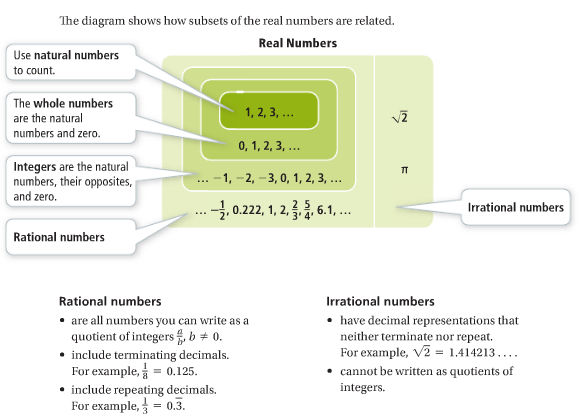 The diagram shows how subsets of the real numbers are related.
Real Numbers
Use natural numbers
to count.
The whole numbers
are the natural
numbers and zero.
Integers are the natural
numbers, their opposites,
and zero.
Rational numbers
1, 2, 3, …
0, 1, 2, 3, …
… −1, −2, −3, 0, 1, 2, 3, …
… −1/2, 0.222, 1, 2, 2/3, 5/4, 6.1, …
√2
π
Irrational numbers
Rational numbers
• are all numbers you can write as a
quotient of integers a/b, b ≠ 0.
• include terminating decimals.
For example, 1/8 = 0.125.
• include repeating decimals.
For example, 1/3 = 0.3̅.
Irrational numbers
• have decimal representations that
neither terminate nor repeat.
For example, √2 = 1.414213 . . . .
• cannot be written as quotients of
integers.